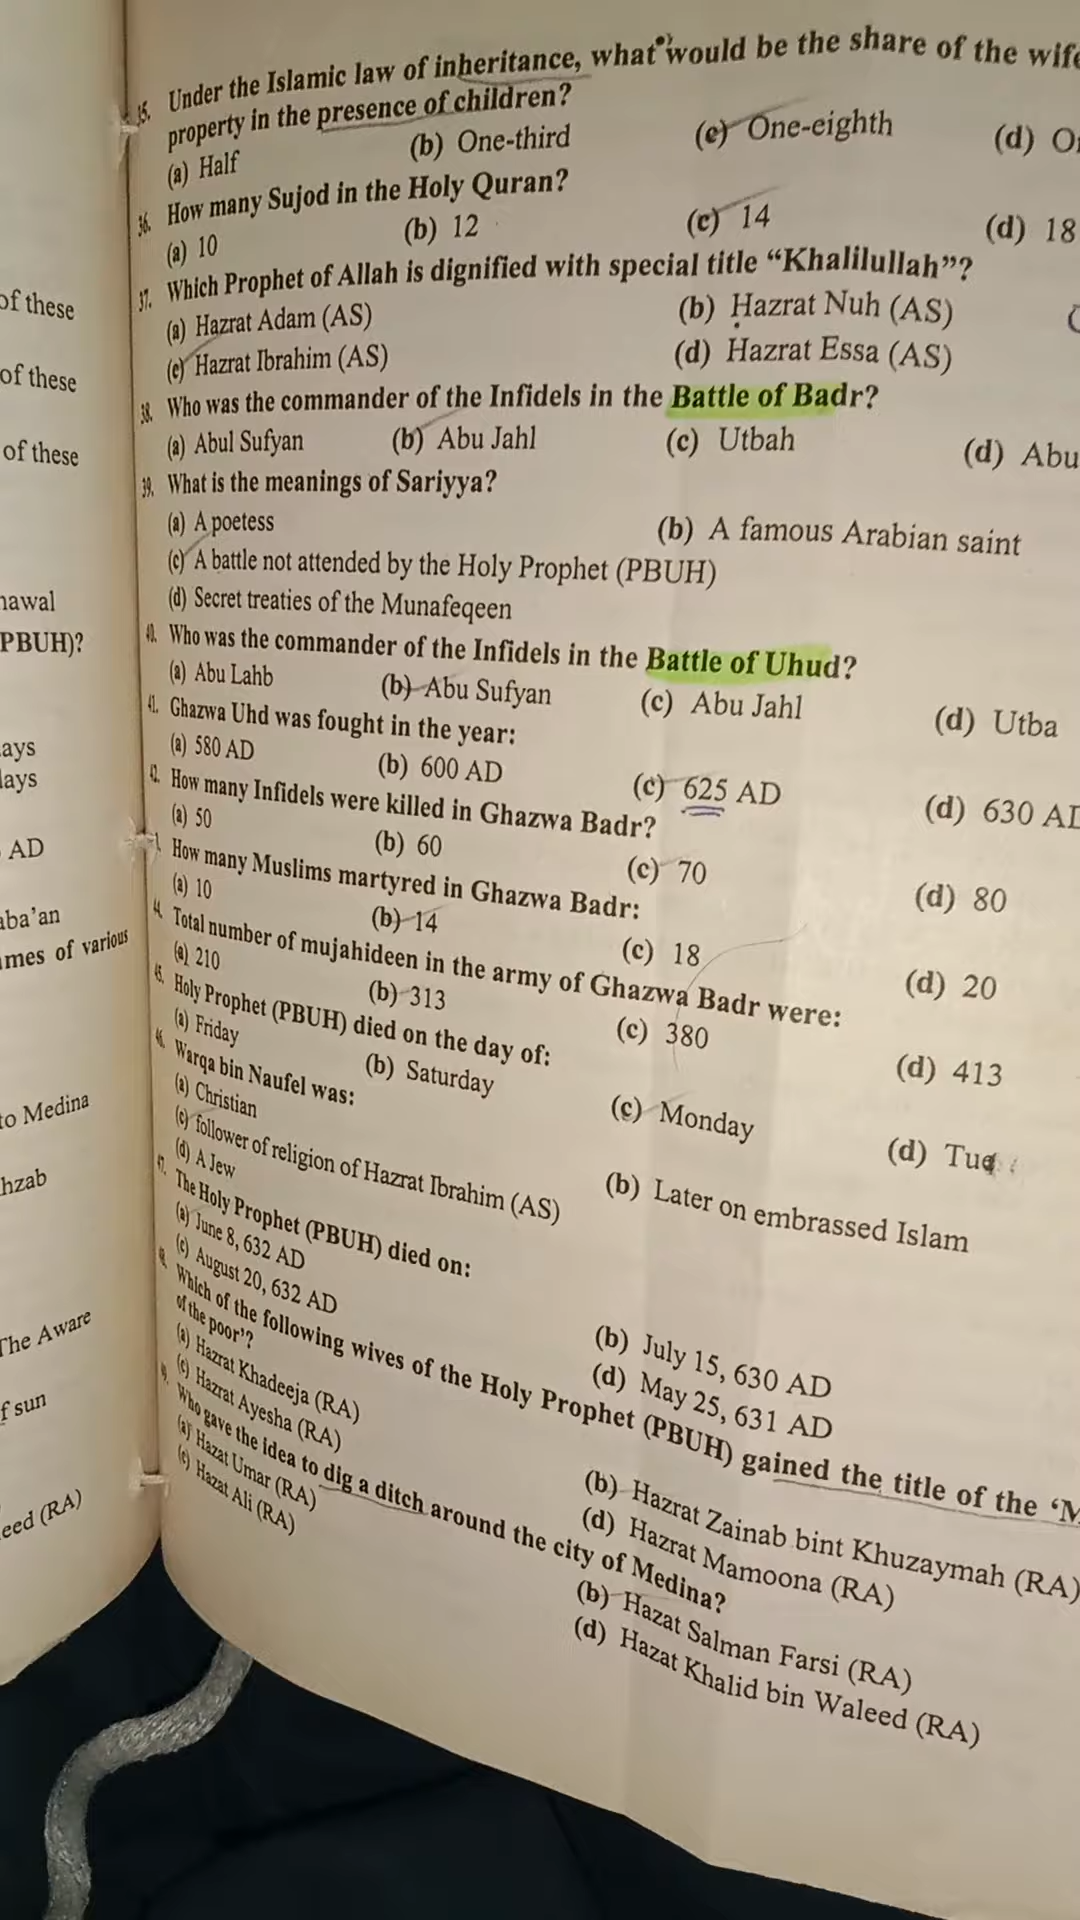 of these
of these
of these
nawal
PBUH)?
ays
lays
AD
aba'an
mes of various
to Medina
hzab
The Aware
f sun
eed (RA)
35. Under the Islamic law of inheritance, what would be the share of the wife
property in the presence of children?
(a) Half (b) One-third (c) One-eighth (d) O
36. How many Sujod in the Holy Quran?
(a) 10 (b) 12 (c) 14 (d) 18
37. Which Prophet of Allah is dignified with special title “Khalilullah”?
(a) Hazrat Adam (AS) (b) Hazrat Nuh (AS)
(c) Hazrat Ibrahim (AS) (d) Hazrat Essa (AS)
38. Who was the commander of the Infidels in the Battle of Badr?
(a) Abul Sufyan (b) Abu Jahl (c) Utbah (d) Abu
39. What is the meanings of Sariyya?
(a) A poetess (b) A famous Arabian saint
(c) A battle not attended by the Holy Prophet (PBUH)
(d) Secret treaties of the Munafeqeen
40. Who was the commander of the Infidels in the Battle of Uhud?
(a) Abu Lahb (b) Abu Sufyan (c) Abu Jahl (d) Utba
41. Ghazwa Uhd was fought in the year:
(a) 580 AD (b) 600 AD (c) 625 AD (d) 630 AD
42. How many Infidels were killed in Ghazwa Badr?
(a) 50 (b) 60 (c) 70 (d) 80
How many Muslims martyred in Ghazwa Badr:
(a) 10 (b) 14 (c) 18 (d) 20
44. Total number of mujahideen in the army of Ghazwa Badr were:
(a) 210 (b) 313 (c) 380 (d) 413
45. Holy Prophet (PBUH) died on the day of:
(a) Friday (b) Saturday (c) Monday (d) Tue
46. Warqa bin Naufel was:
(a) Christian (b) Later on embrassed Islam
(c) follower of religion of Hazrat Ibrahim (AS)
(d) A Jew
47. The Holy Prophet (PBUH) died on:
(a) June 8, 632 AD (b) July 15, 630 AD
(c) August 20, 632 AD (d) May 25, 631 AD
48. Which of the following wives of the Holy Prophet (PBUH) gained the title of the ‘M
of the poor’?
(a) Hazrat Khadeeja (RA) (b) Hazrat Zainab bint Khuzaymah (RA)
(c) Hazrat Ayesha (RA) (d) Hazrat Mamoona (RA)
49. Who gave the idea to dig a ditch around the city of Medina?
(a) Hazat Umar (RA) (b) Hazat Salman Farsi (RA)
(c) Hazat Ali (RA) (d) Hazat Khalid bin Waleed (RA)